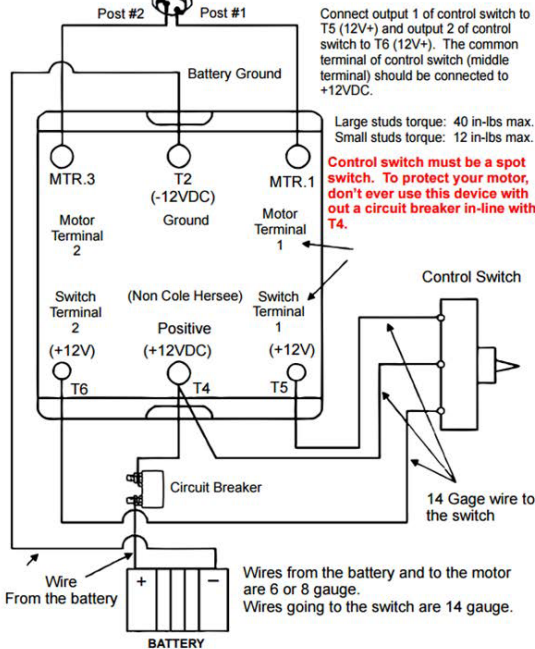 Post #2
Post #1
Connect output 1 of control switch to
T5 (12V+) and output 2 of control
switch to T6 (12V+). The common
terminal of control switch (middle
terminal) should be connected to
+12VDC.
Battery Ground
Large studs torque: 40 in-lbs max.
Small studs torque: 12 in-lbs max.
Control switch must be a spot
switch. To protect your motor,
don't ever use this device with
out a circuit breaker in-line with
T4.
MTR.3
T2
(-12VDC)
Ground
MTR.1
Motor
Terminal
2
Motor
Terminal
1
Control Switch
Switch
Terminal
2
(+12V)
T6
(Non Cole Hersee)
Positive
(+12VDC)
T4
Switch
Terminal
1
(+12V)
T5
Circuit Breaker
14 Gage wire to
the switch
Wire
From the battery
+
−
BATTERY
Wires from the battery and to the motor
are 6 or 8 gauge.
Wires going to the switch are 14 gauge.